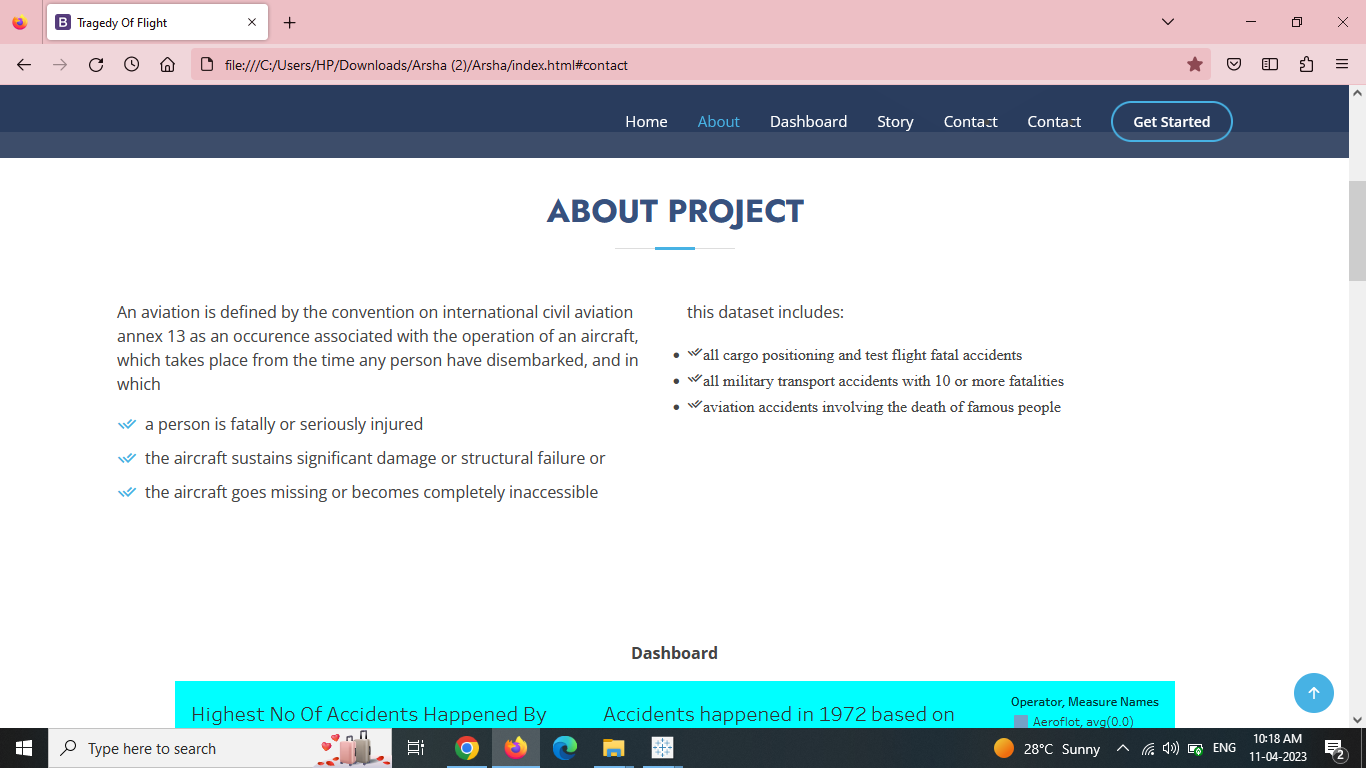 Tragedy Of Flight
file:///C:/Users/HP/Downloads/Arsha (2)/Arsha/index.html#contact
Home About Dashboard Story Contact Contact Get Started
ABOUT PROJECT
An aviation is defined by the convention on international civil aviation
annex 13 as an occurence associated with the operation of an aircraft,
which takes place from the time any person have disembarked, and in
which
a person is fatally or seriously injured
the aircraft sustains significant damage or structural failure or
the aircraft goes missing or becomes completely inaccessible
this dataset includes:
all cargo positioning and test flight fatal accidents
all military transport accidents with 10 or more fatalities
aviation accidents involving the death of famous people
Dashboard
Highest No Of Accidents Happened By
Accidents happened in 1972 based on
Operator, Measure Names
Aeroflot, avg(0.0)
Type here to search
28°C Sunny
ENG
10:18 AM
11-04-2023
2